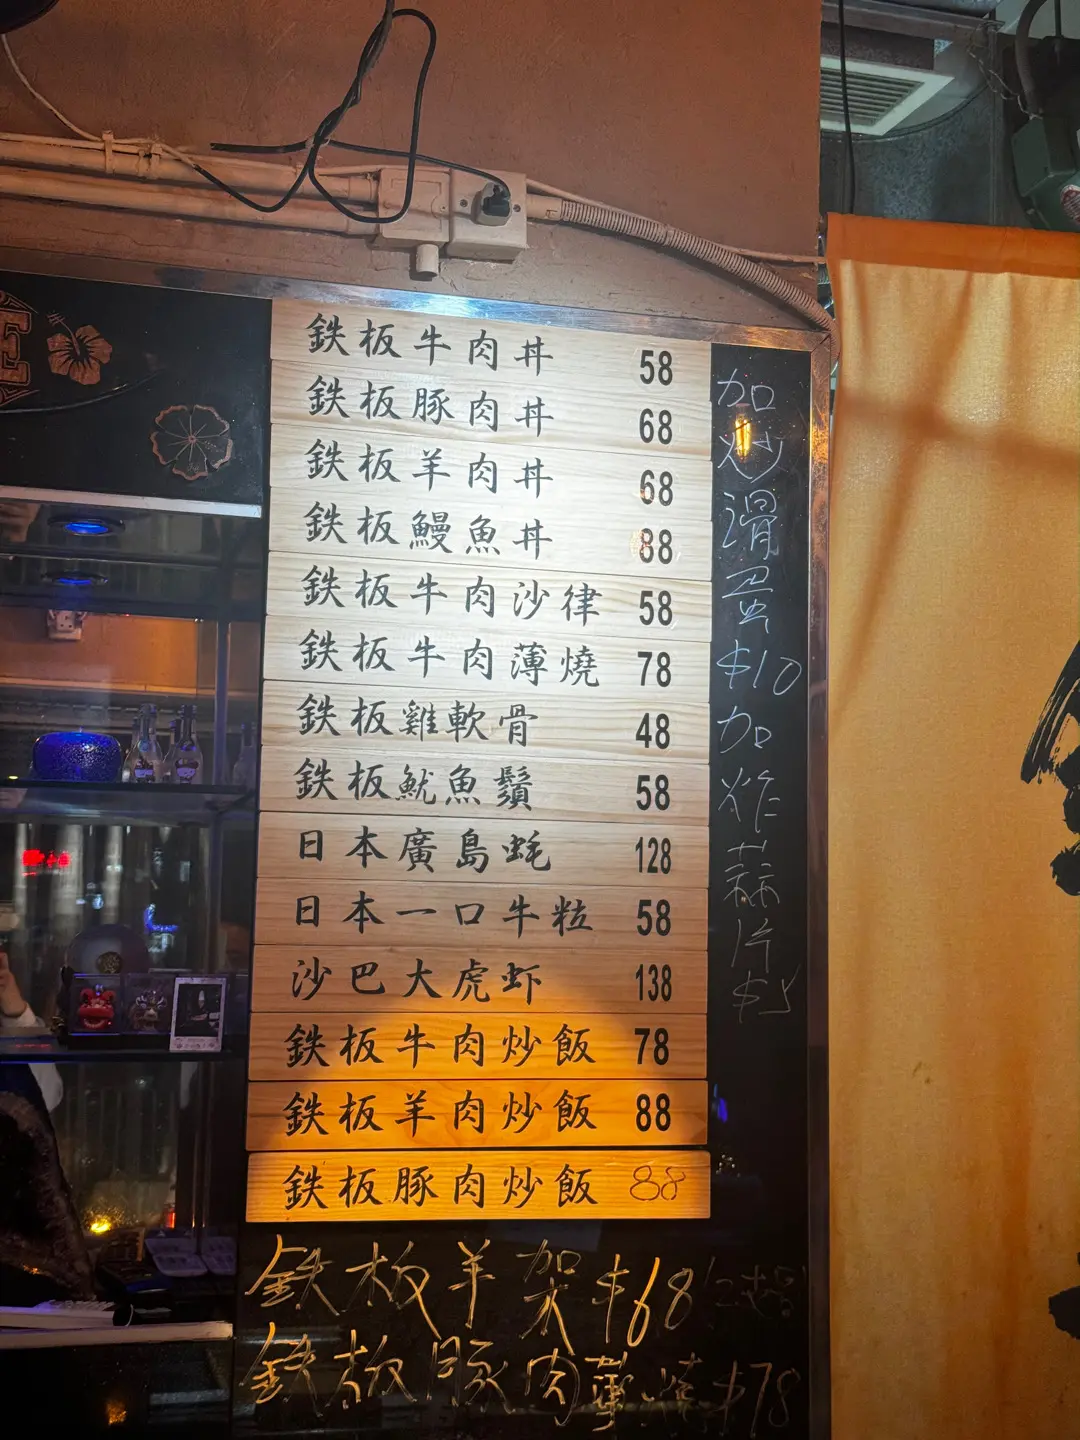 E
鉄板牛肉丼 58
鉄板豚肉丼 68
鉄板羊肉丼 68
鉄板鰻魚丼 88
鉄板牛肉沙律 58
鉄板牛肉薄燒 78
鉄板雞軟骨 48
鉄板魷魚鬚 58
日本廣島蚝 128
日本一口牛粒 58
沙巴大虎虾 138
鉄板牛肉炒飯 78
鉄板羊肉炒飯 88
鉄板豚肉炒飯 88
鉄板羊架$68
鉄板豚肉薄燒$78
加炒滑蛋$10
加炸蒜片$5